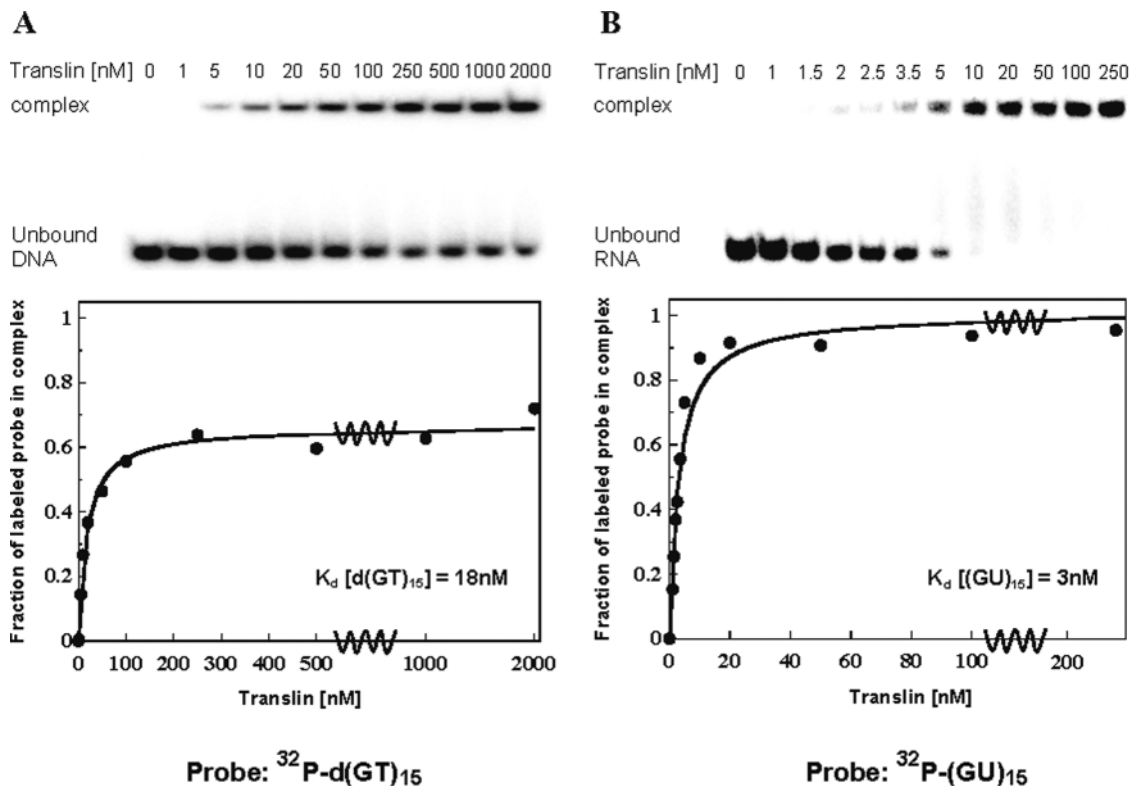 A
Translin [nM] 0 1 5 10 20 50 100 250 500 1000 2000
complex
Unbound
DNA
Fraction of labeled probe in complex
1
0.8
0.6
0.4
0.2
0
K_d [d(GT)_15] = 18nM
0 100 200 300 400 500 1000 2000
Translin [nM]
Probe: ^32P-d(GT)_15
B
Translin [nM] 0 1 1.5 2 2.5 3.5 5 10 20 50 100 250
complex
Unbound
RNA
Fraction of labeled probe in complex
1
0.8
0.6
0.4
0.2
0
K_d [(GU)_15] = 3nM
0 20 40 60 80 100 200
Translin [nM]
Probe: ^32P-(GU)_15